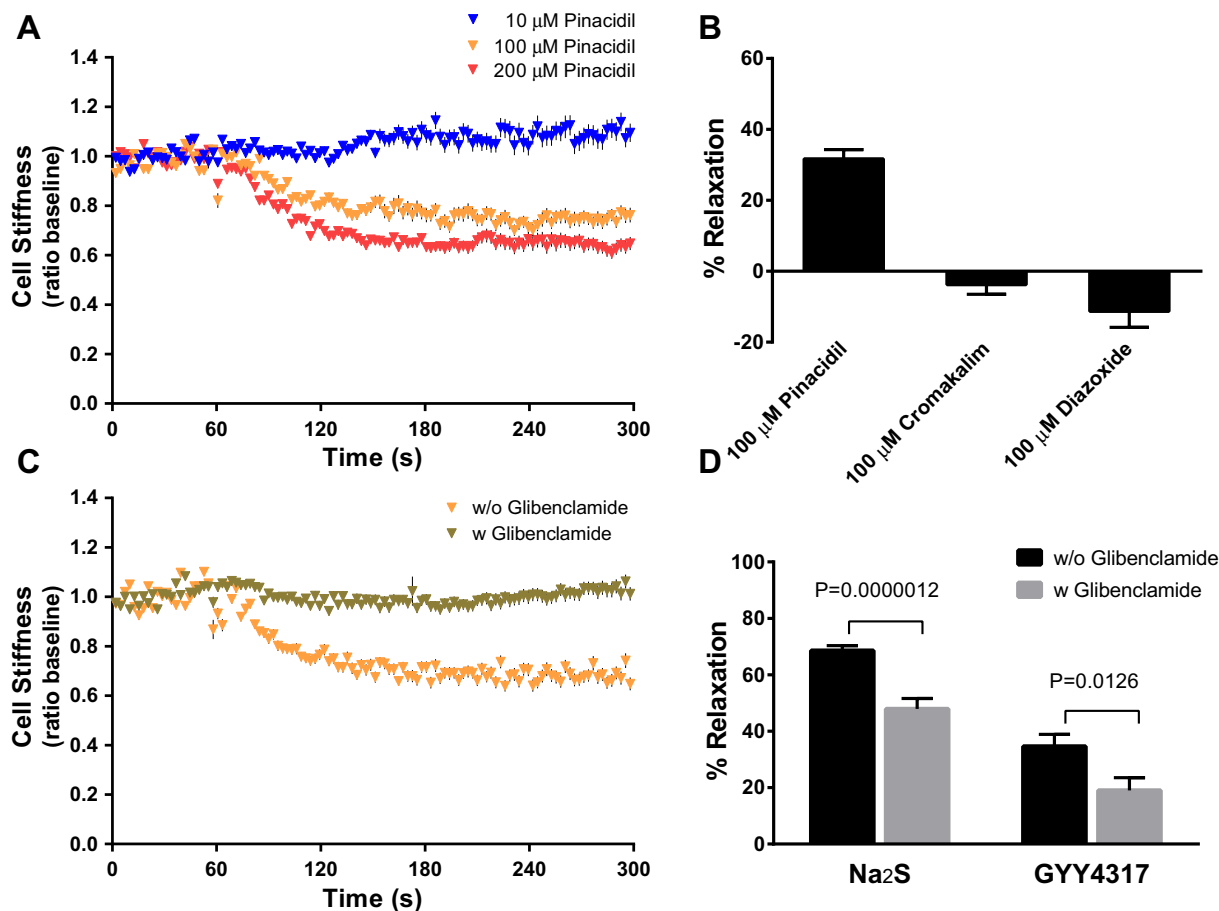 A
10 μM Pinacidil
100 μM Pinacidil
200 μM Pinacidil
1.4
1.2
1.0
0.8
0.6
0.4
0.2
0.0
Cell Stiffness
(ratio baseline)
0
60
120
180
240
300
Time (s)
B
60
40
20
0
-20
% Relaxation
100 μM Pinacidil
100 μM Cromakalim
100 μM Diazoxide
C
w/o Glibenclamide
w Glibenclamide
1.4
1.2
1.0
0.8
0.6
0.4
0.2
0.0
Cell Stiffness
(ratio baseline)
0
60
120
180
240
300
Time (s)
D
w/o Glibenclamide
w Glibenclamide
100
80
60
40
20
0
% Relaxation
P=0.0000012
P=0.0126
Na2S
GYY4317